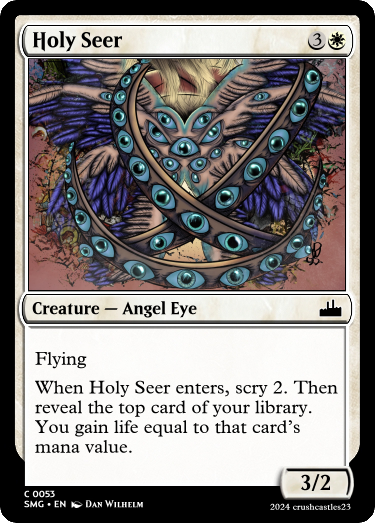 Holy Seer 3
Creature — Angel Eye
Flying
When Holy Seer enters, scry 2. Then
reveal the top card of your library.
You gain life equal to that card's
mana value.
3/2
C 0053
SMG • EN Dan Wilhelm
2024 crushcastles23